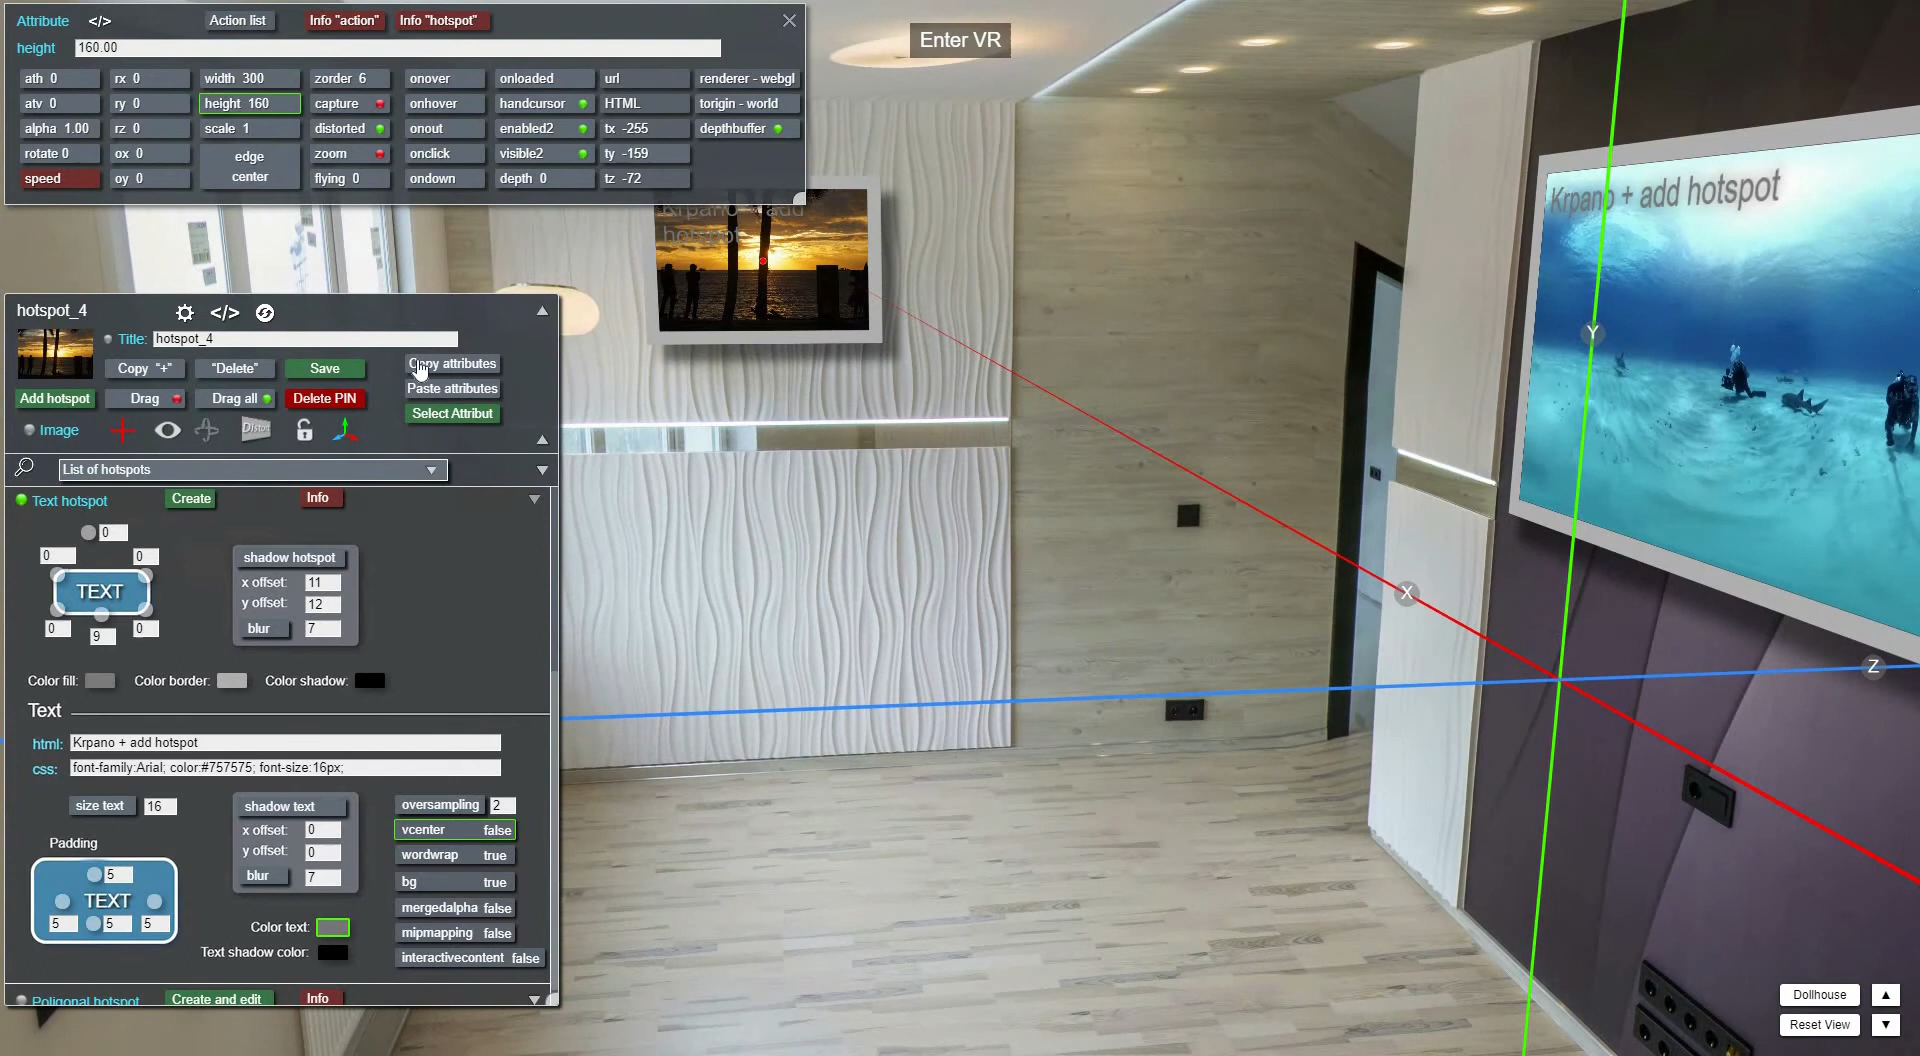 Attribute </> Action list Info "action" Info "hotspot"
height 160.00
ath 0 rx 0 width 300 zorder 6 onover onloaded url renderer - webgl
atv 0 ry 0 height 160 capture onhover handcursor HTML torigin - world
alpha 1.00 rz 0 scale 1 distorted onout enabled2 tx -255 depthbuffer
rotate 0 ox 0 edge zoom onclick visible2 ty -159
speed oy 0 center flying 0 ondown depth 0 tz -72
Enter VR
Krpano + add
hotspot
Krpano + add hotspot
hotspot_4 </>
Title: hotspot_4
Copy "+" "Delete" Save Copy attributes
Paste attributes
Add hotspot Drag Drag all Delete PIN
Select Attribut
Image Distort
List of hotspots
Text hotspot Create Info
0
0 0
TEXT
0 9 0
shadow hotspot
x offset: 11
y offset: 12
blur 7
Color fill: Color border: Color shadow:
Text
html: Krpano + add hotspot
css: font-family:Arial; color:#757575; font-size:16px;
size text 16
Padding
5
TEXT
5 5 5
shadow text
x offset: 0
y offset: 0
blur 7
Color text:
Text shadow color:
oversampling 2
vcenter false
wordwrap true
bg true
mergedalpha false
mipmapping false
interactivecontent false
Poligonal hotspot Create and edit Info
Y
X
Z
Dollhouse ▲
Reset View ▼